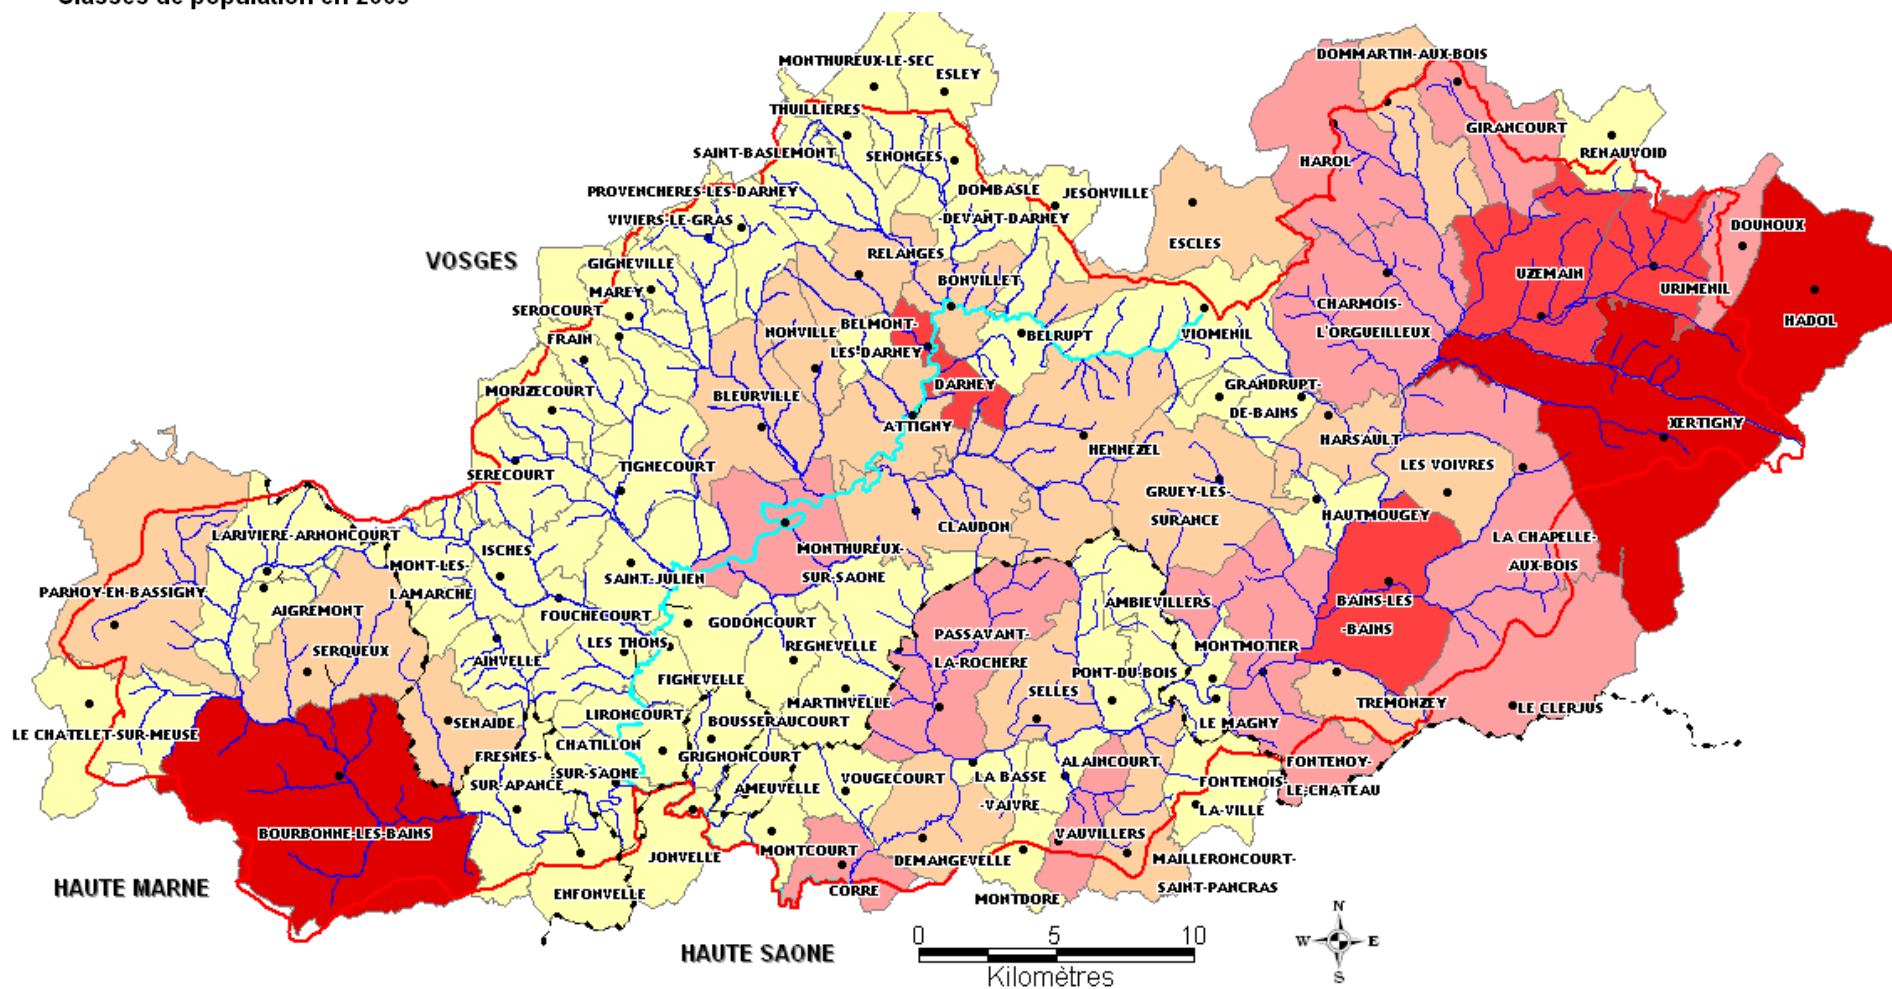 Classes de population en 2009
MONTHUREUX-LE-SEC
ESLEY
DOMMARTIN-AUX-BOIS
THUILLIERES
GIRANCOURT
SAINT-BASLEMONT
SENONGES
HAROL
RENAUVOID
PROVENCHERES-LES-DARNEY
DOMBASLE
DEVANT-DARNEY
JESONVILLE
VIVIERS-LE-GRAS
DOUNOUX
VOSGES
GIGNEVILLE
RELANGES
ESCLES
MAREY
BONVILLET
UZEMAIN
URIMENIL
SEROCOURT
NONVILLE
BELMONT-
LES-DARNEY
BELRUPT
VIOMENIL
CHARMOIS-
L'ORGUEILLEUX
HADOL
FRAIN
MORIZECOURT
BLEURVILLE
DARNEY
GRANDRUPT-
DE-BAINS
ATTIGNY
XERTIGNY
HARSAULT
HENNEZEL
SERECOURT
TIGNECOURT
LES VOIVRES
GRUEY-LES-
SURANCE
HAUTMOUGEY
LARIVIERE-ARNONCOURT
ISCHES
CLAUDON
LA CHAPELLE-
AUX-BOIS
MONT-LES-
LAMARCHE
MONTHUREUX-
SUR-SAONE
SAINT-JULIEN
PARNOY-EN-BASSIGNY
AIGREMONT
FOUCHECOURT
GODONCOURT
AMBIEVILLERS
BAINS-LES
-BAINS
SERQUEUX
LES THONS
REGNEVELLE
PASSAVANT-
LA-ROCHERE
MONTMOTIER
AINVELLE
FIGNEVELLE
PONT-DU-BOIS
MARTINVELLE
SELLES
TREMONZEY
LE CHATELET-SUR-MEUSE
SENAIDE
LIRONCOURT
BOUSSERAUCOURT
LE MAGNY
LE CLERJUS
FRESNES-
SUR-APANCE
CHATILLON
-SUR-SAONE
GRIGNONCOURT
VOUGECOURT
LA BASSE
-VAIVRE
ALAINCOURT
FONTENOIS-
LA-VILLE
FONTENOY-
LE-CHATEAU
AMEUVELLE
BOURBONNE-LES-BAINS
VAUVILLERS
JONVELLE
MONTCOURT
DEMANGEVELLE
MAILLERONCOURT-
SAINT-PANCRAS
HAUTE MARNE
ENFONVELLE
CORRE
MONTDORE
HAUTE SAONE
0 5 10
Kilomètres
N
W E
S